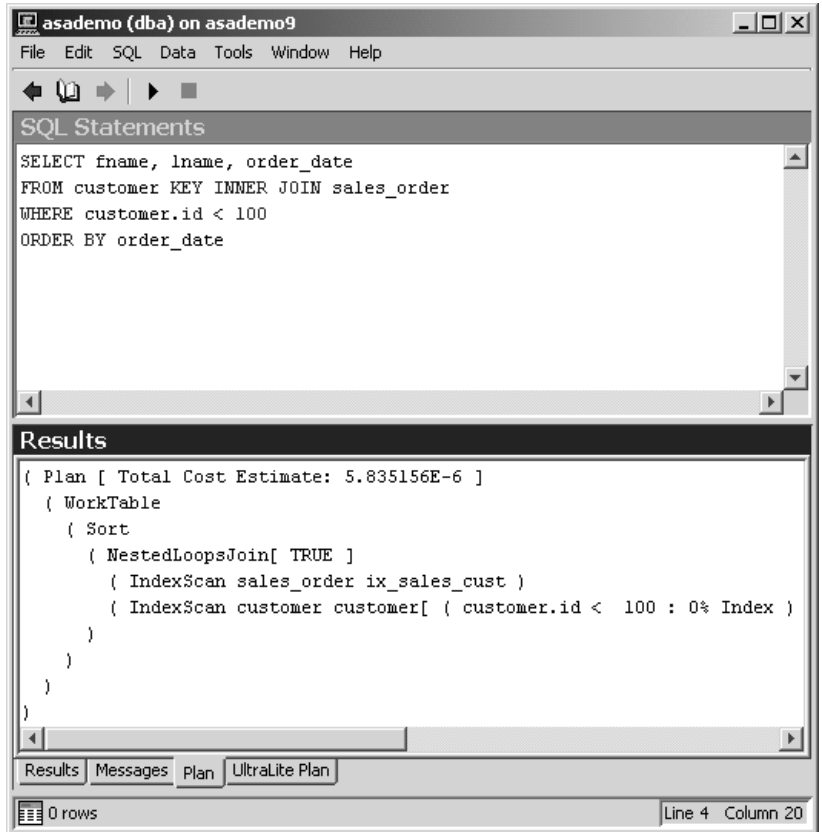 asademo (dba) on asademo9
File Edit SQL Data Tools Window Help
SQL Statements
SELECT fname, lname, order_date
FROM customer KEY INNER JOIN sales_order
WHERE customer.id < 100
ORDER BY order_date
Results
( Plan [ Total Cost Estimate: 5.835156E-6 ]
( WorkTable
( Sort
( NestedLoopsJoin[ TRUE ]
( IndexScan sales_order ix_sales_cust )
( IndexScan customer customer[ ( customer.id < 100 : 0% Index )
)
)
)
)
Results Messages Plan UltraLite Plan
0 rows Line 4 Column 20